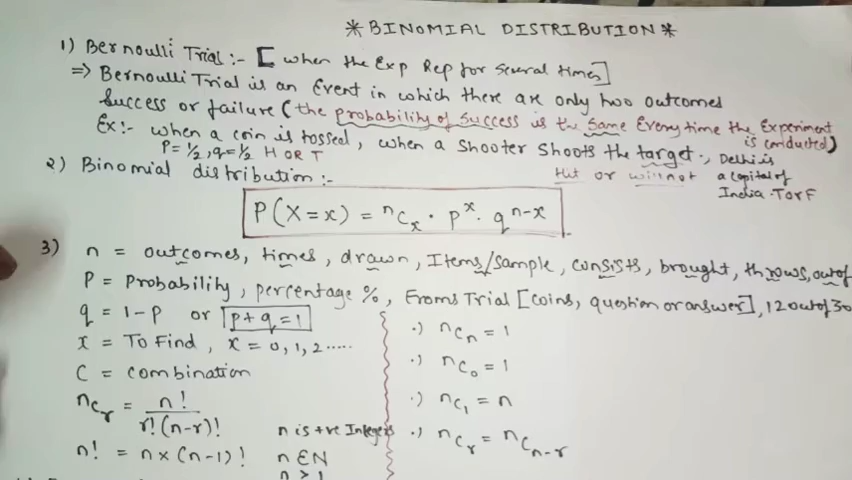 *BINOMIAL DISTRIBUTION*
1) Bernoulli Trial :- [ when the Exp Rep for Several times]
⇒ Bernoulli Trial is an Event in which there are only two outcomes
Success or failure ( the probability of success is the same Every time the Experiment is conducted)
Ex:- when a coin is tossed, when a shooter shoots the target., Delhi is
P=1/2, q=1/2 H OR T Hit or will not a capital of
India . T or F
2) Binomial distribution :-
P(X=x) = ⁿCₓ · pˣ · qⁿ⁻ˣ
3) n = outcomes, times, drawn, Items/Sample, consists, brought, throws, out of
P = Probability, percentage %, Froms Trial [coins, question or answer], 12 out of 30
q = 1-p or p+q=1
x = To Find, x = 0, 1, 2 .....
C = combination
nCr = n! / r!(n-r)!
n! = n×(n-1)!
n is +ve Integers
n ∈ N
n > 1
·) nCn = 1
·) nC0 = 1
·) nC1 = n
·) nCr = nCn-r